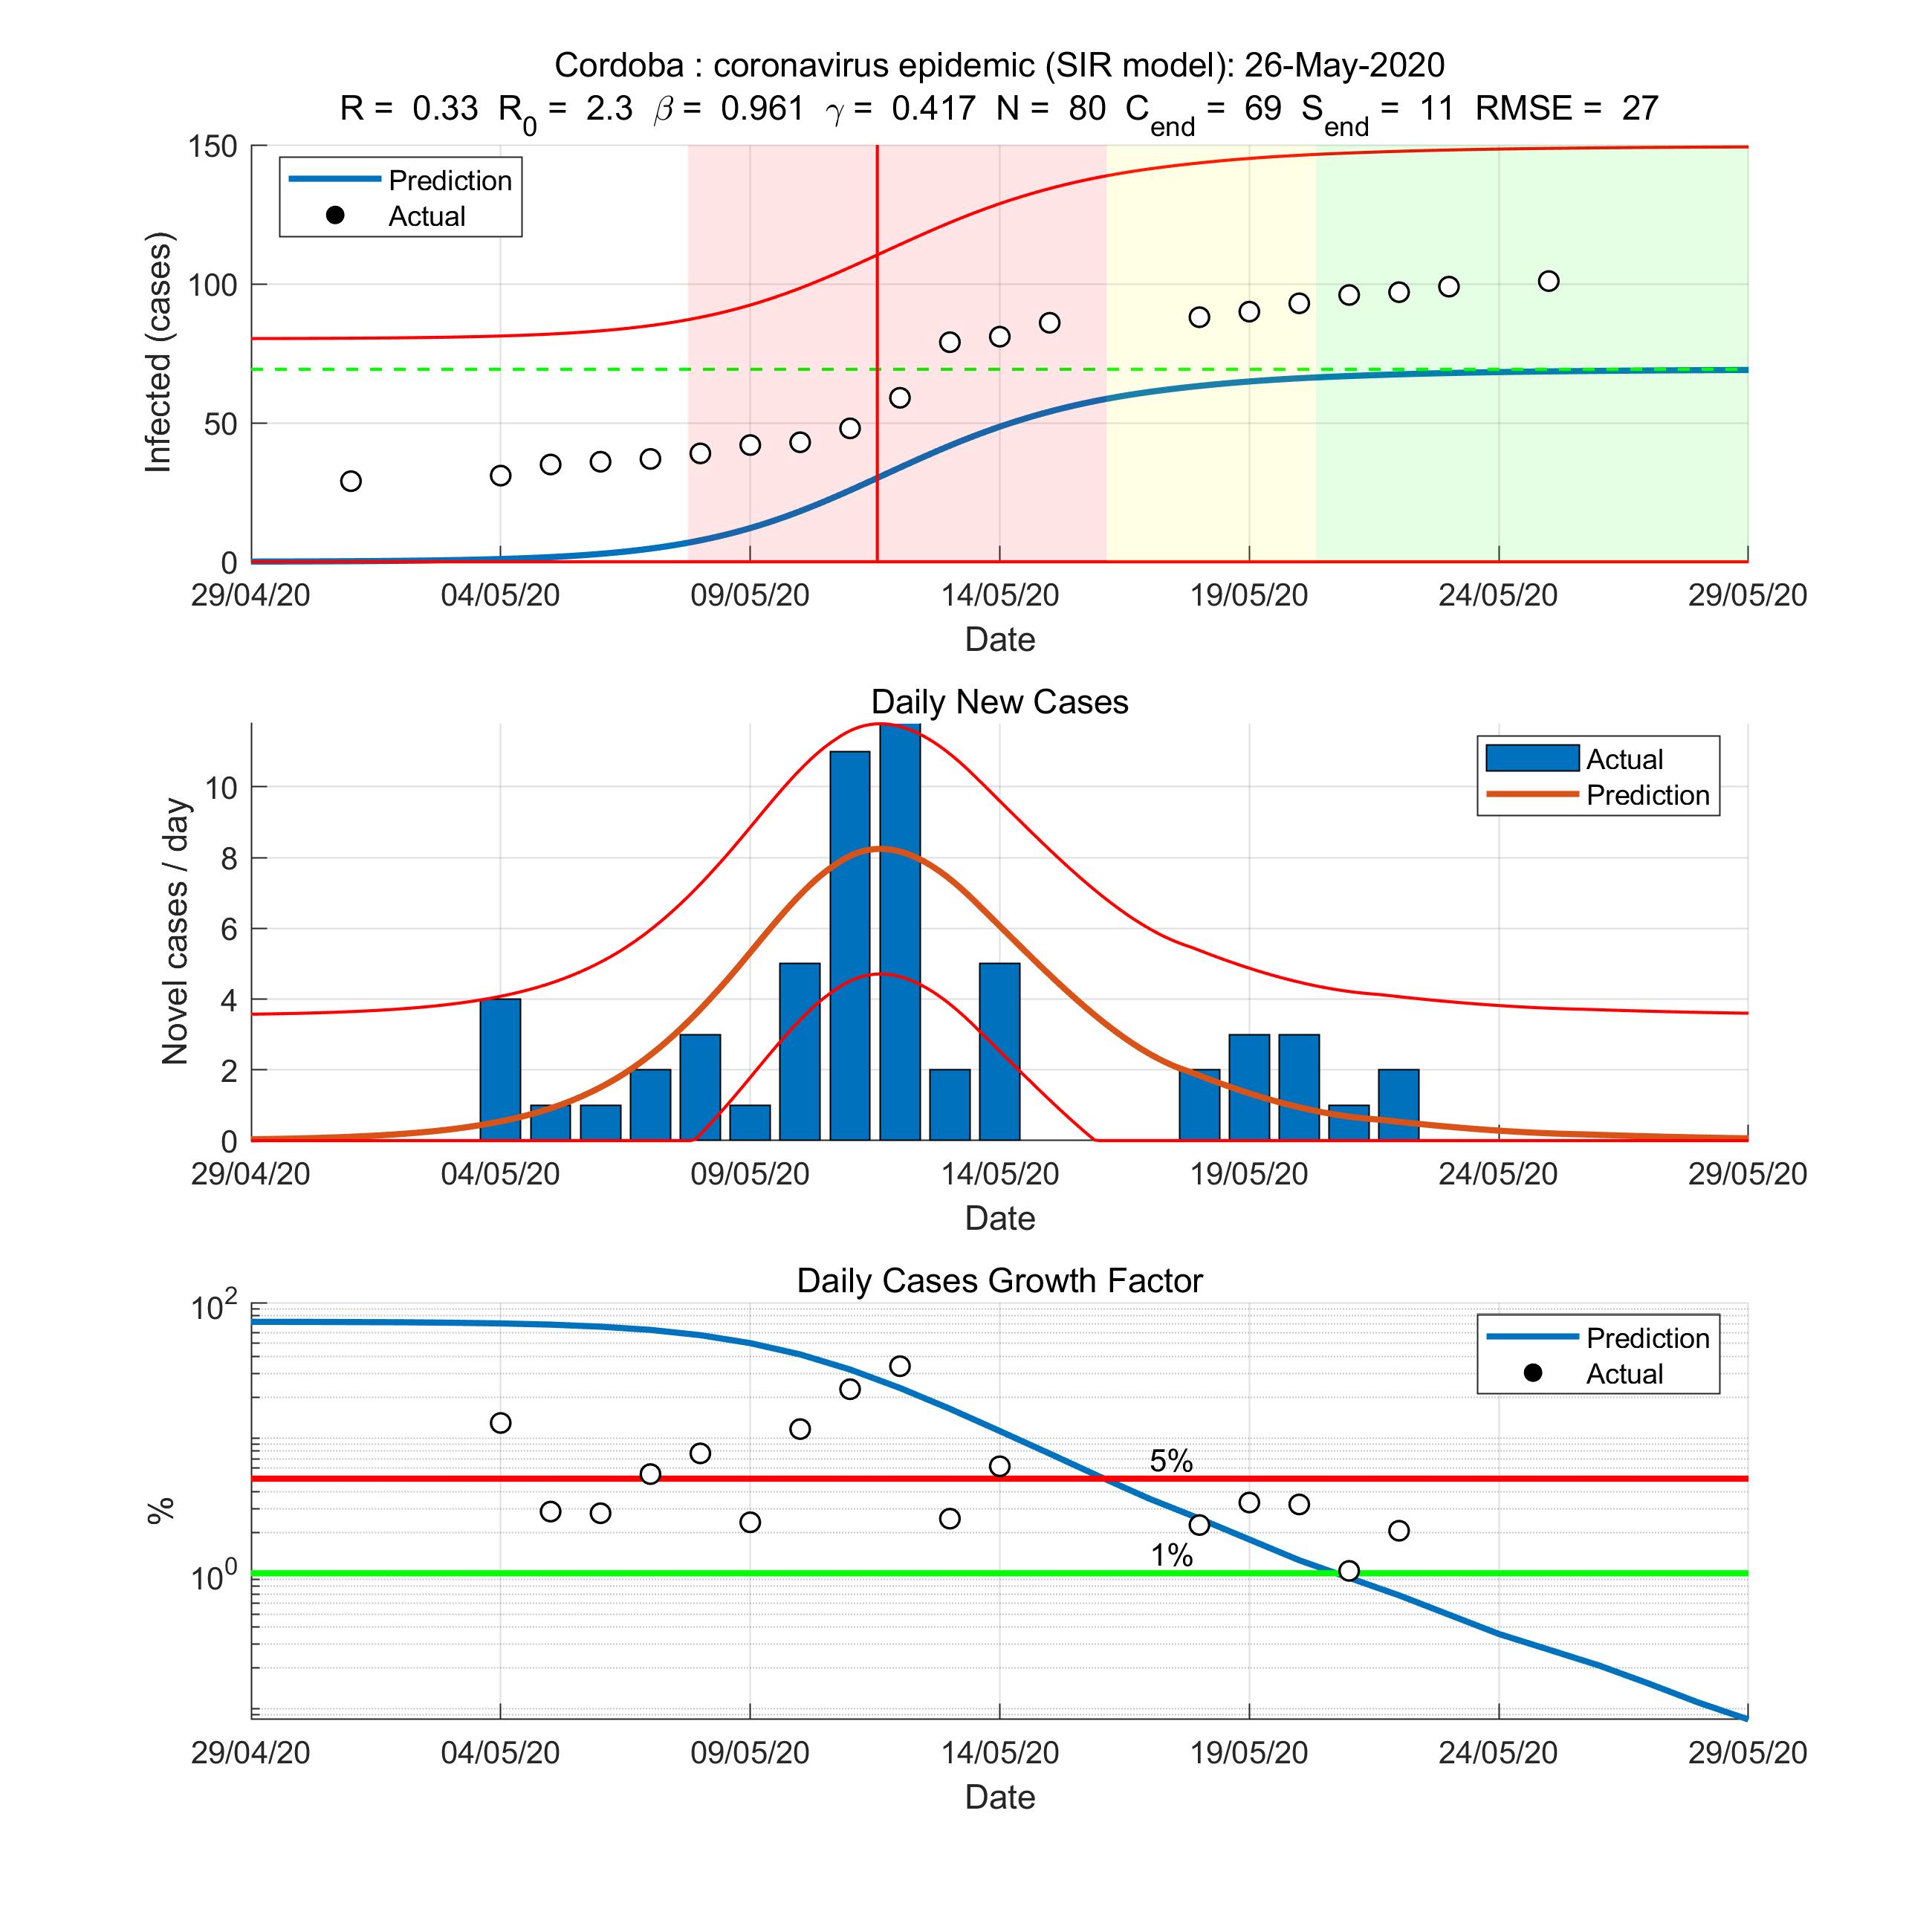 Cordoba : coronavirus epidemic (SIR model): 26-May-2020
R = 0.33 R0 = 2.3 β = 0.961 γ = 0.417 N = 80 Cend = 69 Send = 11 RMSE = 27
150
100
50
0
Infected (cases)
Prediction
Actual
29/04/20 04/05/20 09/05/20 14/05/20 19/05/20 24/05/20 29/05/20
Date
Daily New Cases
10
8
6
4
2
0
Novel cases / day
Actual
Prediction
29/04/20 04/05/20 09/05/20 14/05/20 19/05/20 24/05/20 29/05/20
Date
Daily Cases Growth Factor
10²
10⁰
%
Prediction
Actual
5%
1%
29/04/20 04/05/20 09/05/20 14/05/20 19/05/20 24/05/20 29/05/20
Date